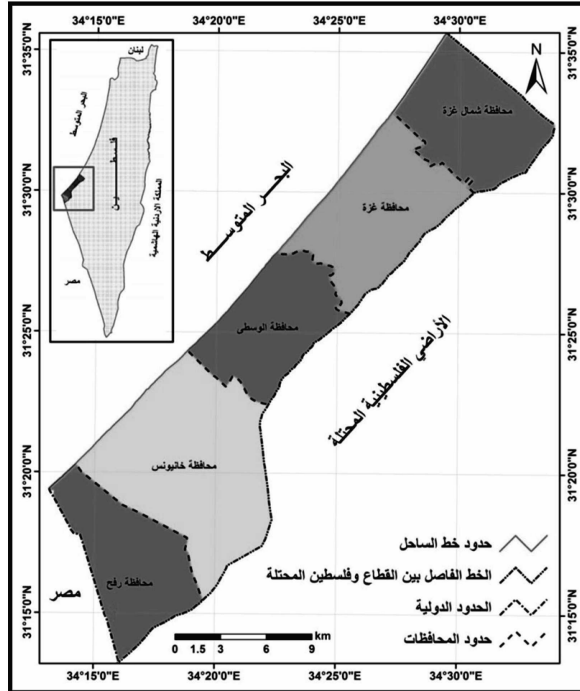 34°15'0"E
34°20'0"E
34°25'0"E
34°30'0"E
31°35'0"N
31°30'0"N
31°25'0"N
31°20'0"N
31°15'0"N
31°35'0"N
31°30'0"N
31°25'0"N
31°20'0"N
31°15'0"N
34°15'0"E
34°20'0"E
34°25'0"E
34°30'0"E
N
لبنان
البحر المتوسط
فلسطين
المملكة الاردنية الهاشمية
مصر
محافظة شمال غزة
محافظة غزة
البحر المتوسط
محافظة الوسطى
الأراضي الفلسطينية المحتلة
محافظة خانيونس
محافظة رفح
مصر
حدود خط الساحل
الخط الفاصل بين القطاع وفلسطين المحتلة
الحدود الدولية
حدود المحافظات
km
0 1.5 3 6 9